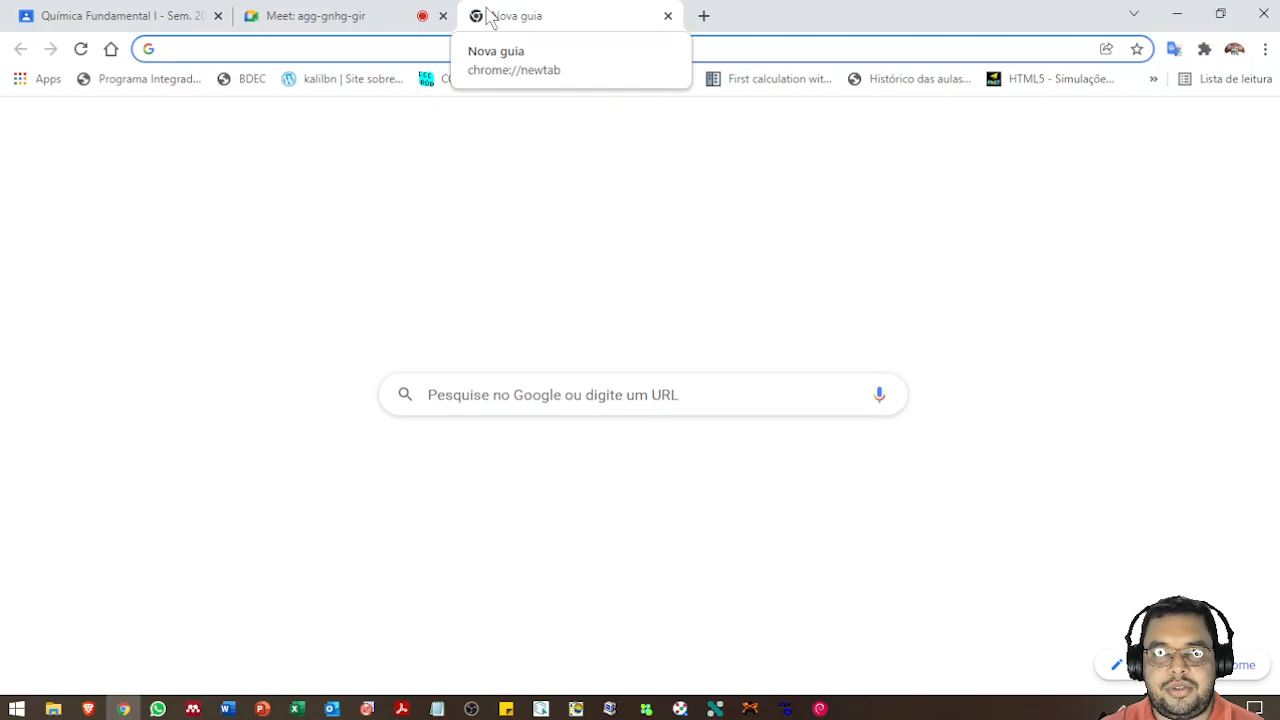 Química Fundamental I - Sem. 20
Meet: agg-gnhg-gir
Nova guia
Nova guia
chrome://newtab
Apps
Programa Integrad...
BDEC
kalilbn | Site sobre...
First calculation wit...
Histórico das aulas...
HTML5 - Simulaçõe...
»
Lista de leitura
Pesquise no Google ou digite um URL